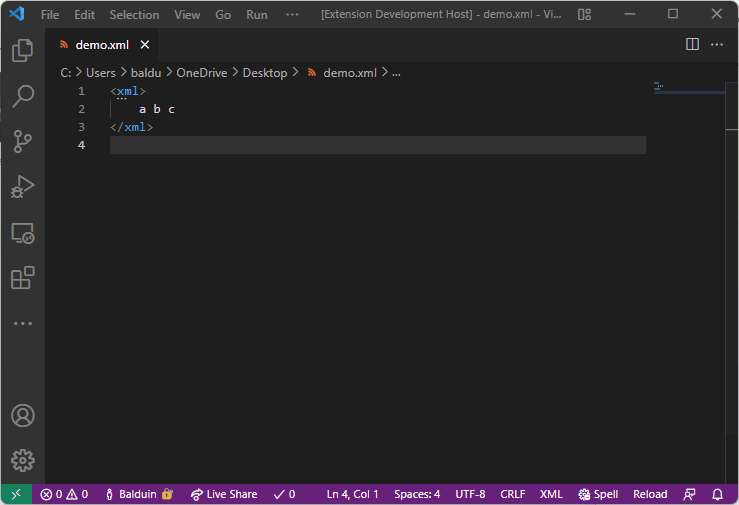 File Edit Selection View Go Run ··· [Extension Development Host] - demo.xml - Vi...
demo.xml
C: > Users > baldu > OneDrive > Desktop > demo.xml > ...
1 <xml>
2     a b c
3 </xml>
4
0 0 Balduin Live Share 0 Ln 4, Col 1 Spaces: 4 UTF-8 CRLF XML Spell Reload